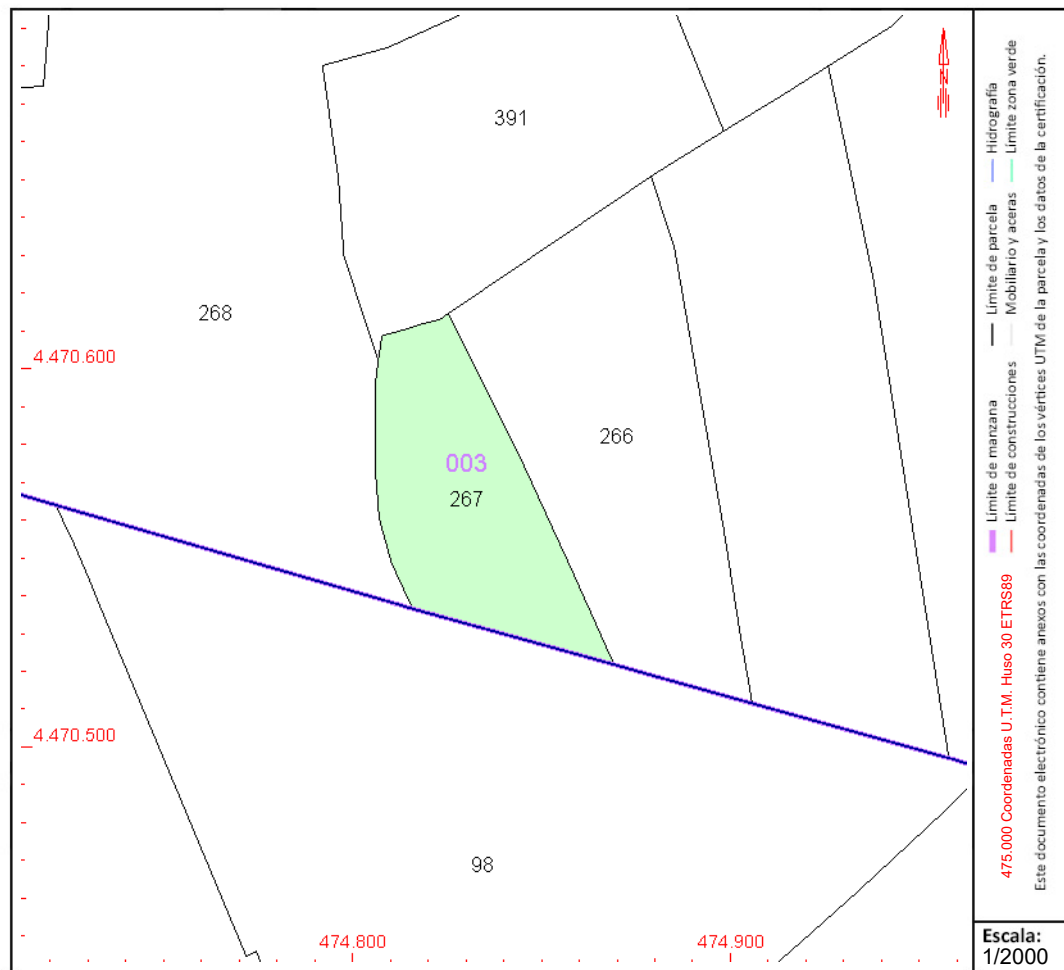 391
268
4.470.600
266
003
267
4.470.500
98
474.800
474.900
N
Límite de manzana
Límite de parcela
Hidrografía
Límite de construcciones
Mobiliario y aceras
Límite zona verde
475.000 Coordenadas U.T.M. Huso 30 ETRS89
Este documento electrónico contiene anexos con las coordenadas de los vértices UTM de la parcela y los datos de la certificación.
Escala:
1/2000